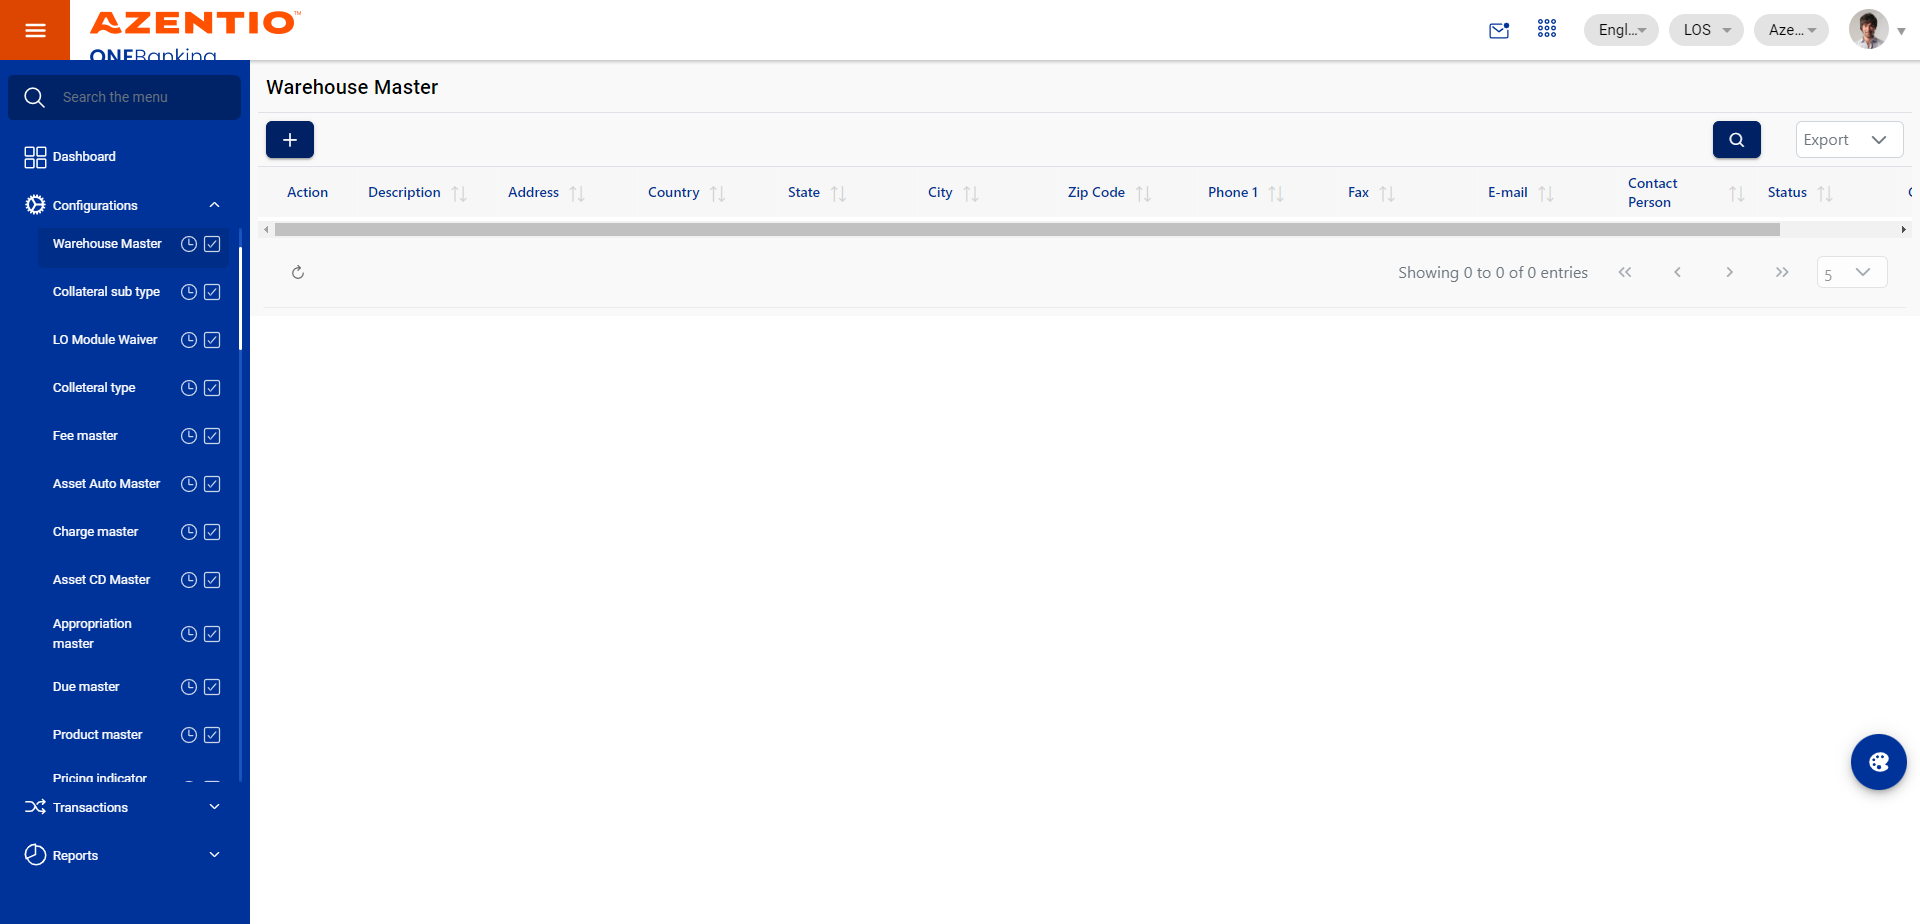 AZENTIO™
ONEBanking
Engl...
LOS
Aze...
Search the menu
Dashboard
Configurations
Warehouse Master
Collateral sub type
LO Module Waiver
Colleteral type
Fee master
Asset Auto Master
Charge master
Asset CD Master
Appropriation
master
Due master
Product master
Pricing indicator
Transactions
Reports
Warehouse Master
Export
Action Description Address Country State City Zip Code Phone 1 Fax E-mail Contact Person Status
Showing 0 to 0 of 0 entries
5